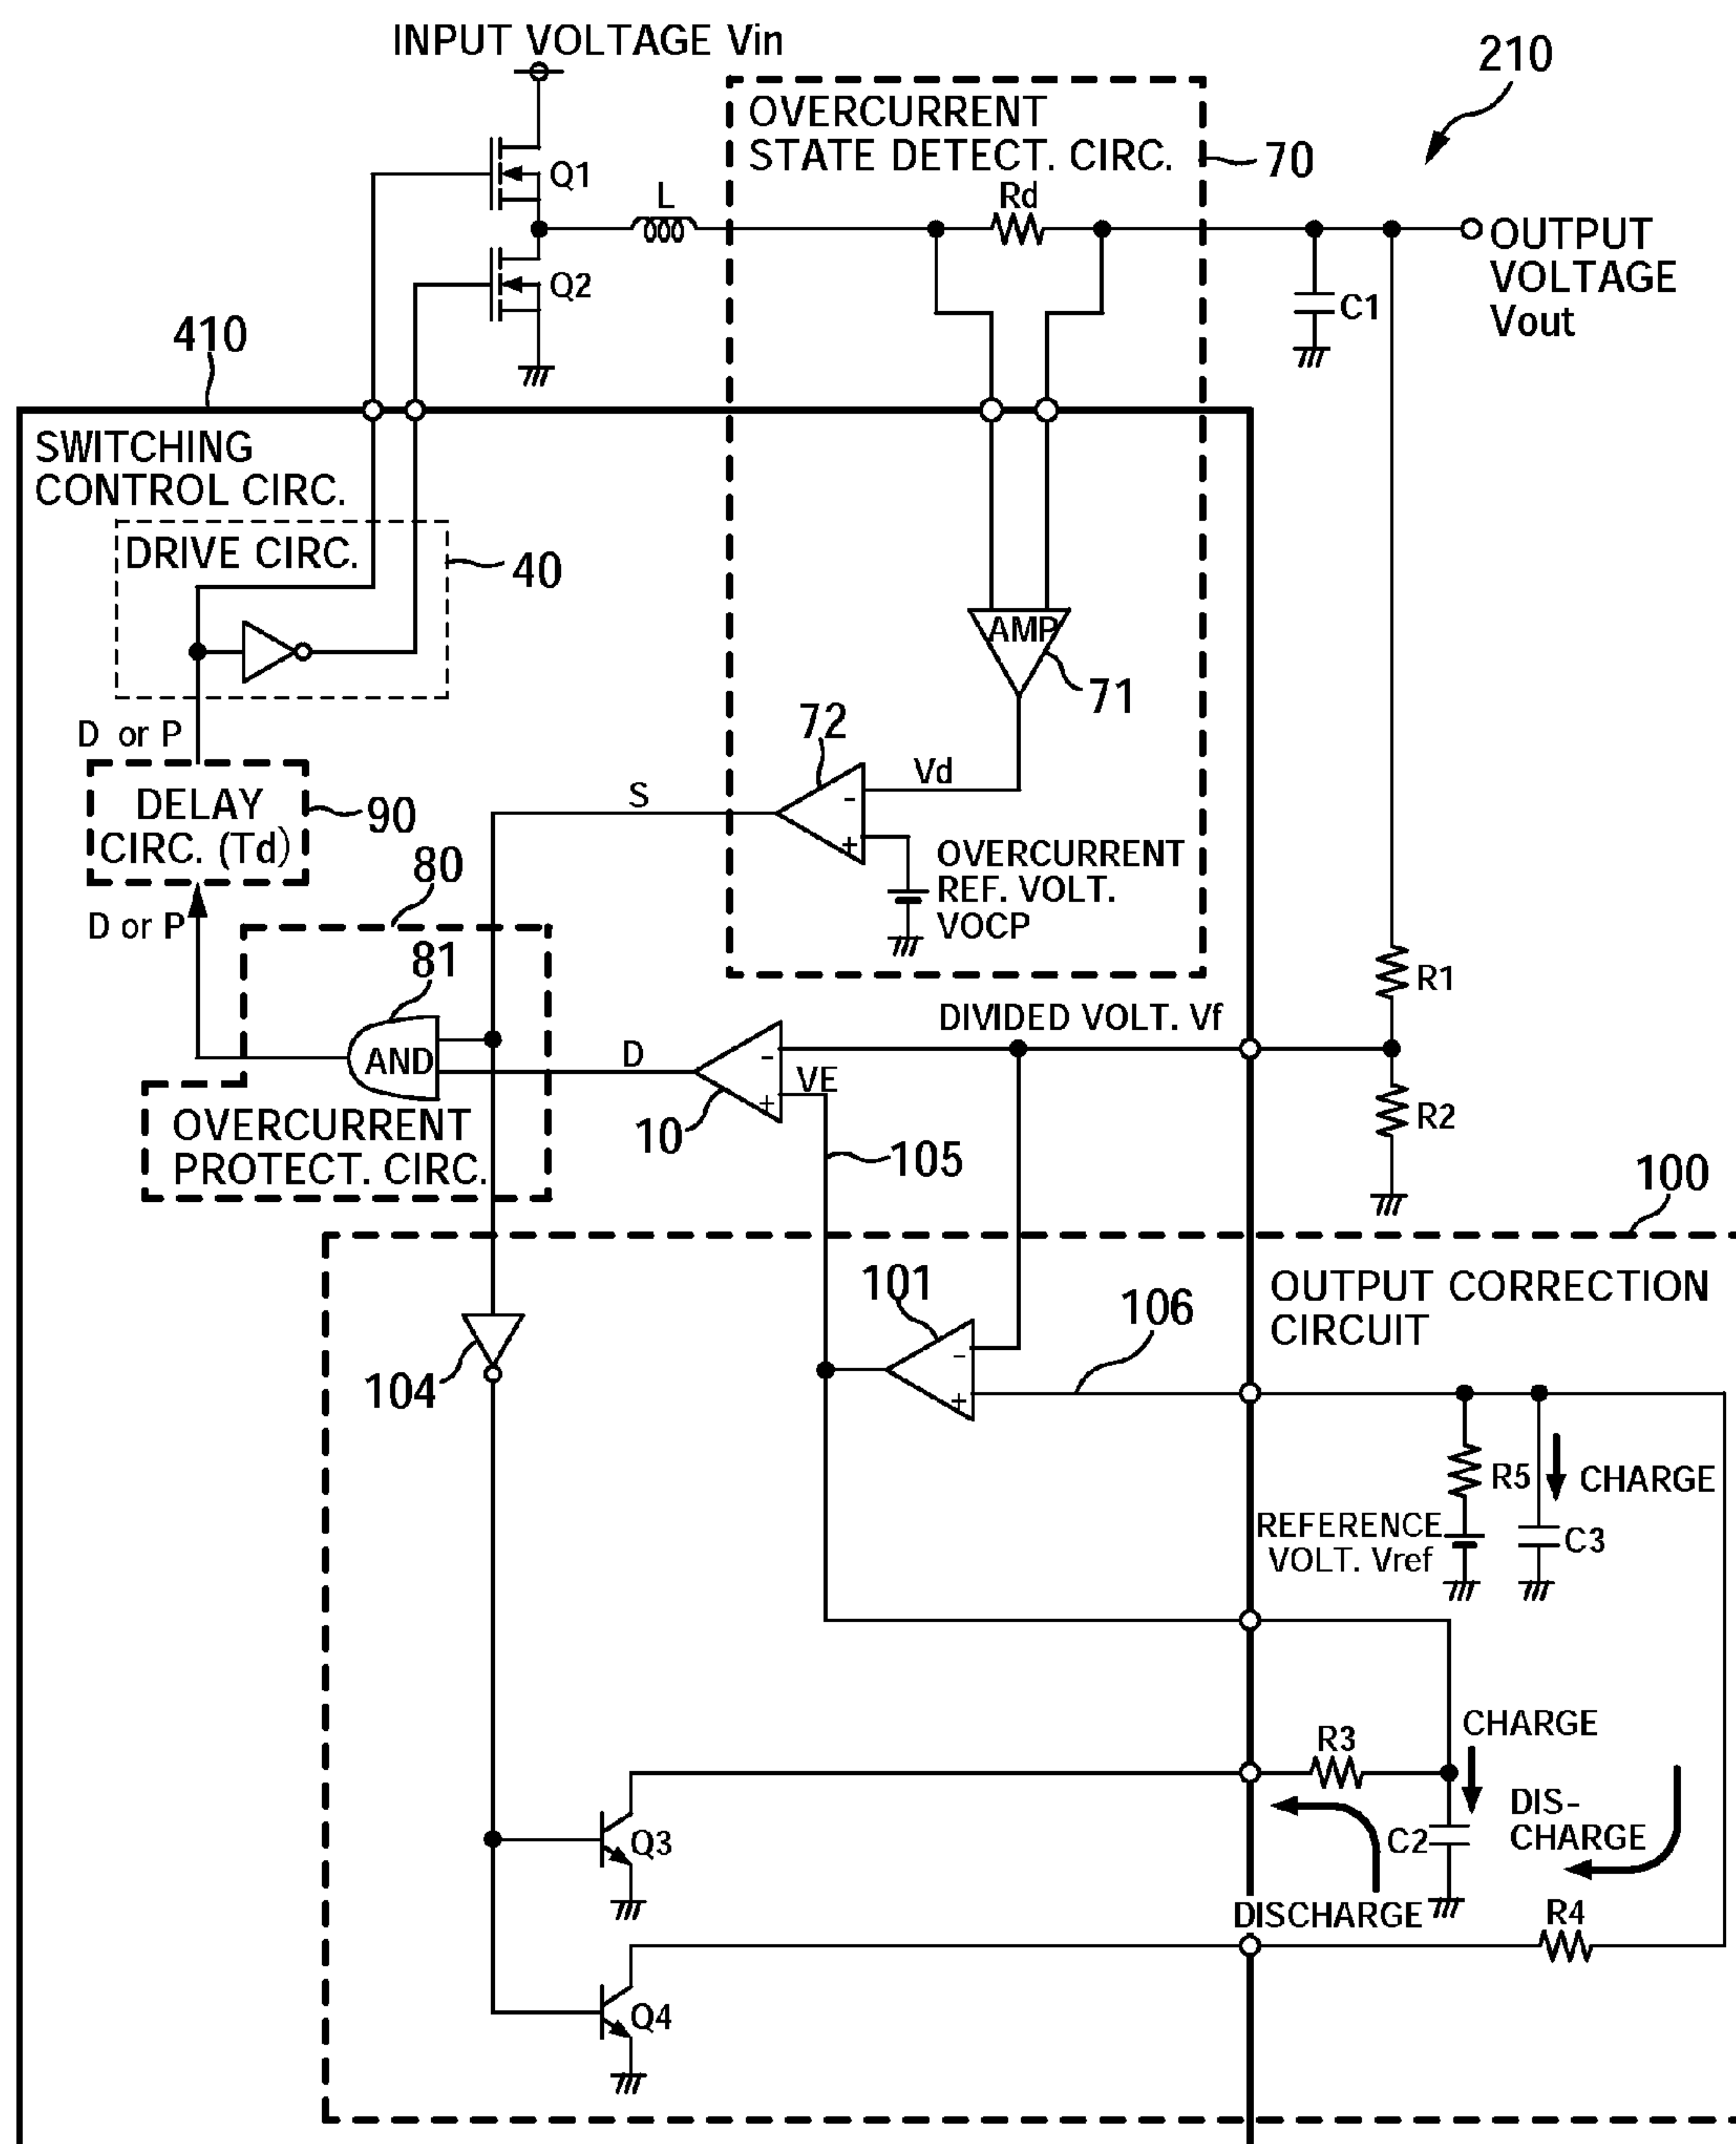 INPUT VOLTAGE Vin
210
OVERCURRENT
STATE DETECT. CIRC.
70
Q1
L
Rd
OUTPUT
VOLTAGE
Vout
Q2
C1
410
SWITCHING
CONTROL CIRC.
DRIVE CIRC.
40
AMP
71
D or P
72
Vd
S
-
+
DELAY
CIRC. (Td)
90
80
OVERCURRENT
REF. VOLT.
VOCP
D or P
81
R1
DIVIDED VOLT. Vf
AND
D
-
VE
+
10
R2
OVERCURRENT
PROTECT. CIRC.
105
100
101
106
OUTPUT CORRECTION
CIRCUIT
104
-
+
R5
CHARGE
REFERENCE
VOLT. Vref
C3
R3
CHARGE
DIS-
CHARGE
C2
Q3
DISCHARGE
R4
Q4